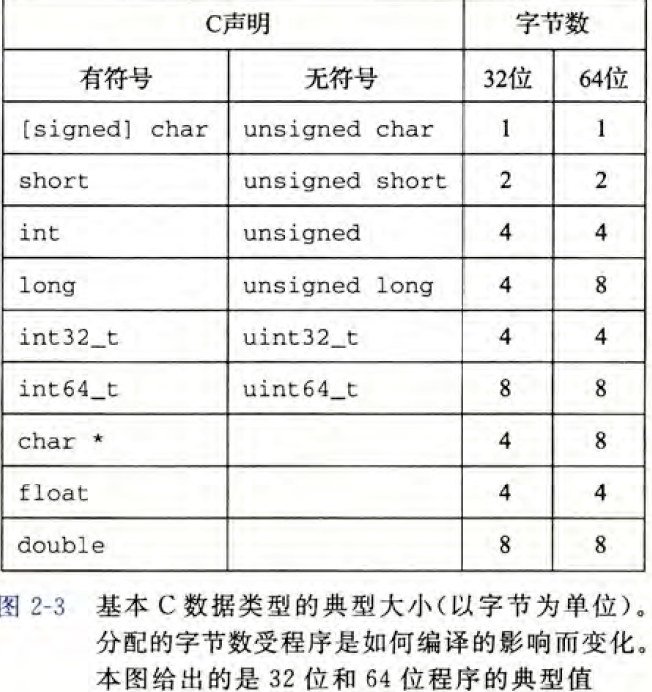 C声明 字节数
有符号 无符号 32位 64位
[signed] char unsigned char 1 1
short unsigned short 2 2
int unsigned 4 4
long unsigned long 4 8
int32_t uint32_t 4 4
int64_t uint64_t 8 8
char * 4 8
float 4 4
double 8 8
图 2-3 基本 C 数据类型的典型大小(以字节为单位)。
分配的字节数受程序是如何编译的影响而变化。
本图给出的是 32 位和 64 位程序的典型值